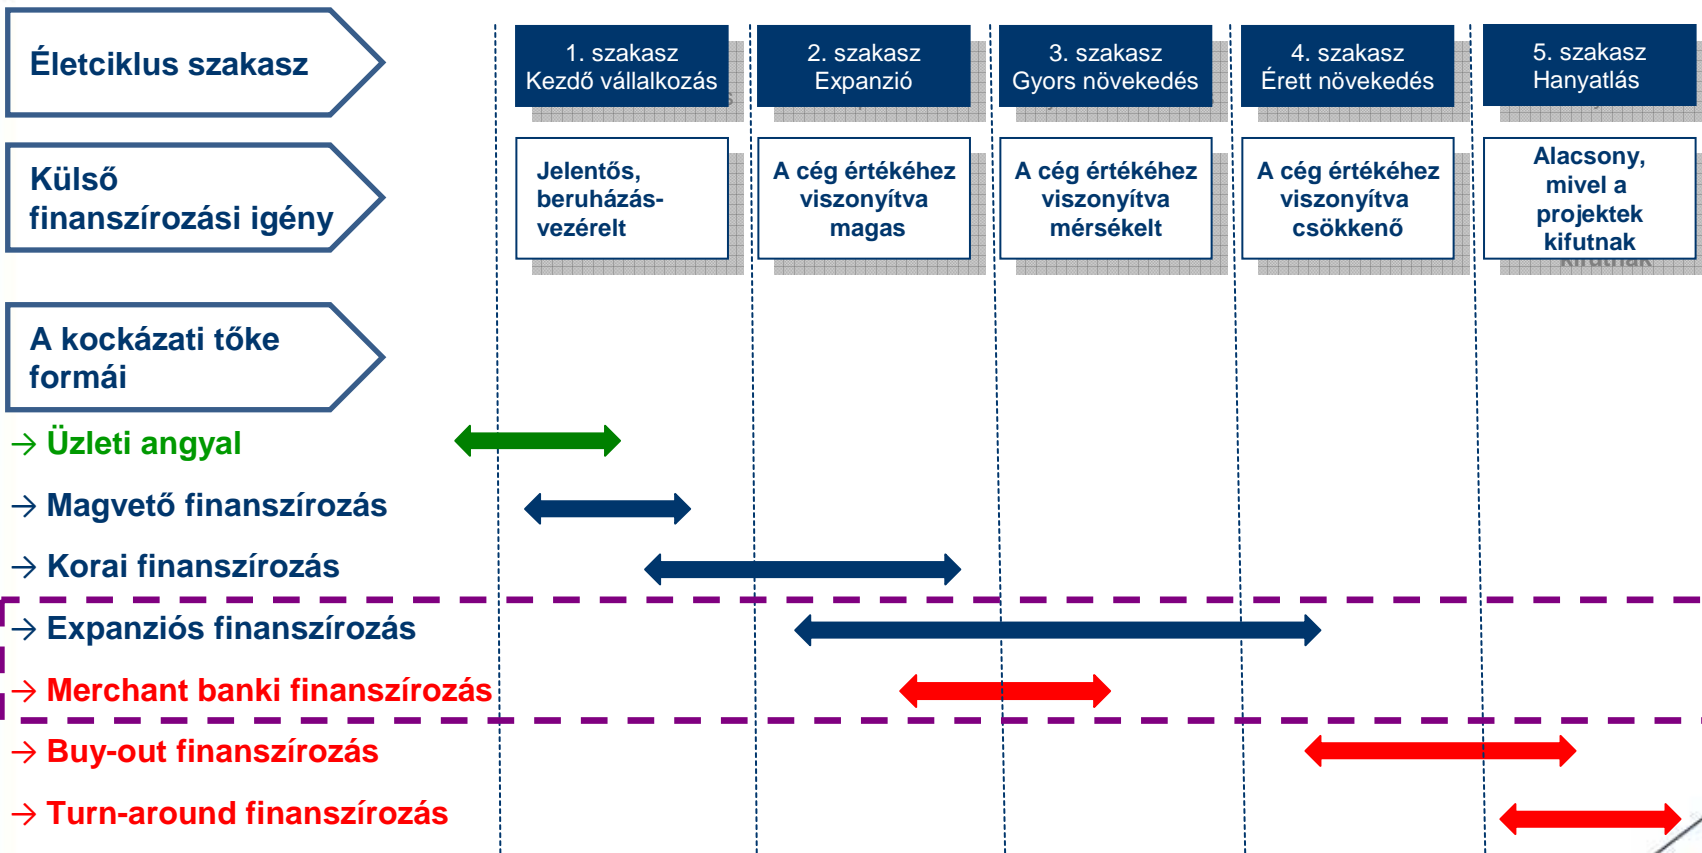 Életciklus szakasz
1. szakasz
Kezdő vállalkozás
2. szakasz
Expanzió
3. szakasz
Gyors növekedés
4. szakasz
Érett növekedés
5. szakasz
Hanyatlás
Külső
finanszírozási igény
Jelentős,
beruházás-
vezérelt
A cég értékéhez
viszonyítva
magas
A cég értékéhez
viszonyítva
mérsékelt
A cég értékéhez
viszonyítva
csökkenő
Alacsony,
mivel a
projektek
kifutnak
A kockázati tőke
formái
→ Üzleti angyal
→ Magvető finanszírozás
→ Korai finanszírozás
→ Expanziós finanszírozás
→ Merchant banki finanszírozás
→ Buy-out finanszírozás
→ Turn-around finanszírozás